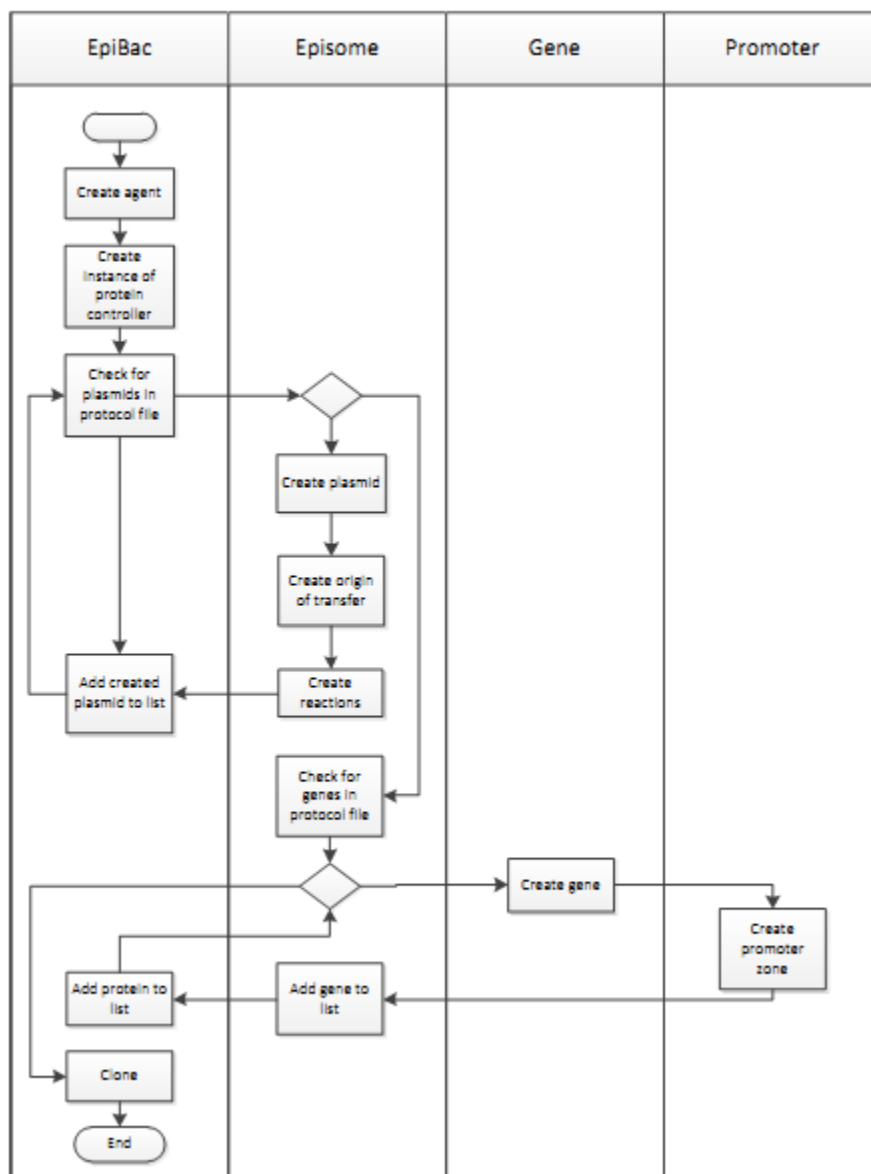 EpiBac
Episome
Gene
Promoter
Create agent
Create
instance of
protein
controller
Check for
plasmids in
protocol file
Create plasmid
Create origin
of transfer
Create
reactions
Add created
plasmid to list
Check for
genes in
protocol file
Create gene
Create
promoter
zone
Add gene to
list
Add protein to
list
Clone
End